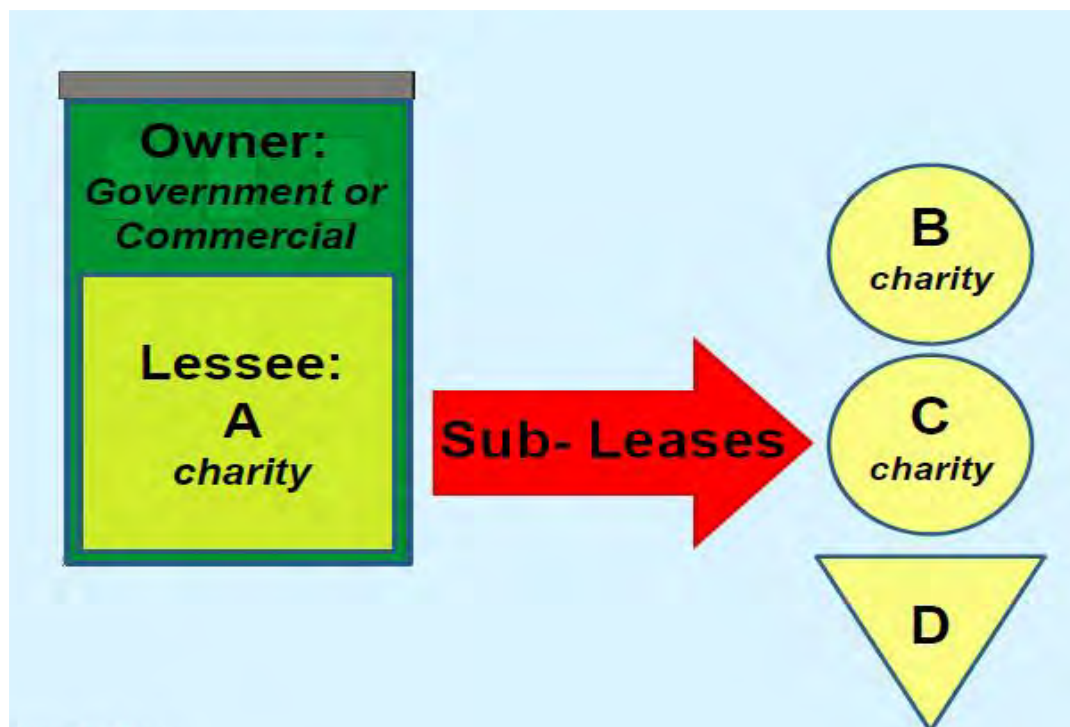 Owner:
Government or
Commercial
Lessee:
A
charity
Sub- Leases
B
charity
C
charity
D